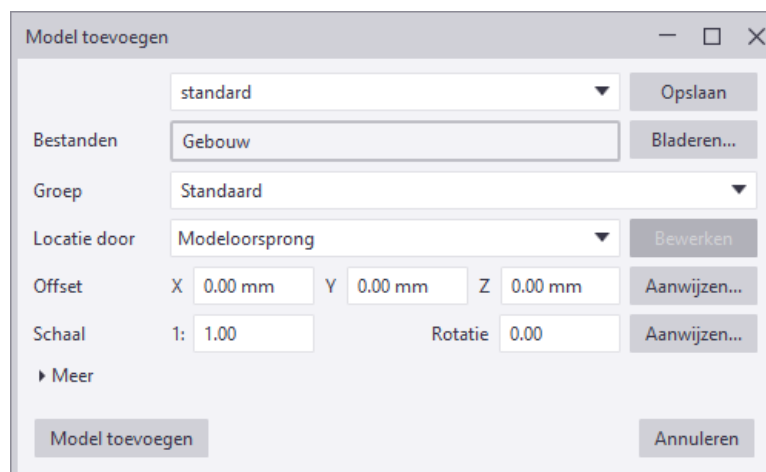 Model toevoegen
standard Opslaan
Bestanden Gebouw Bladeren...
Groep Standaard
Locatie door Modeloorsprong Bewerken
Offset X 0.00 mm Y 0.00 mm Z 0.00 mm Aanwijzen...
Schaal 1: 1.00 Rotatie 0.00 Aanwijzen...
Meer
Model toevoegen Annuleren